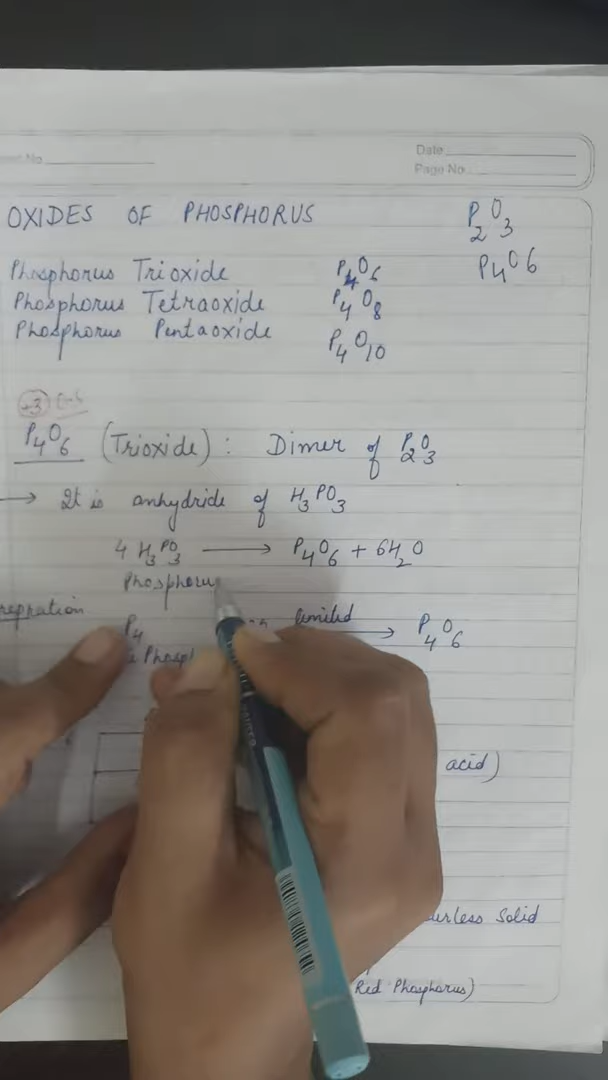 Date
Page No
OXIDES OF PHOSPHORUS
P2O3
P4O6
Phosphorus Trioxide P4O6
Phosphorus Tetraoxide P4O8
Phosphorus Pentaoxide P4O10
+3
P4O6 (Trioxide) : Dimer of P2O3
→ It is anhydride of H3PO3
4 H3PO3 → P4O6 + 6H2O
Phosphoru
P4 limited → P4O6
acid)
Solid
Red Phosphorus)